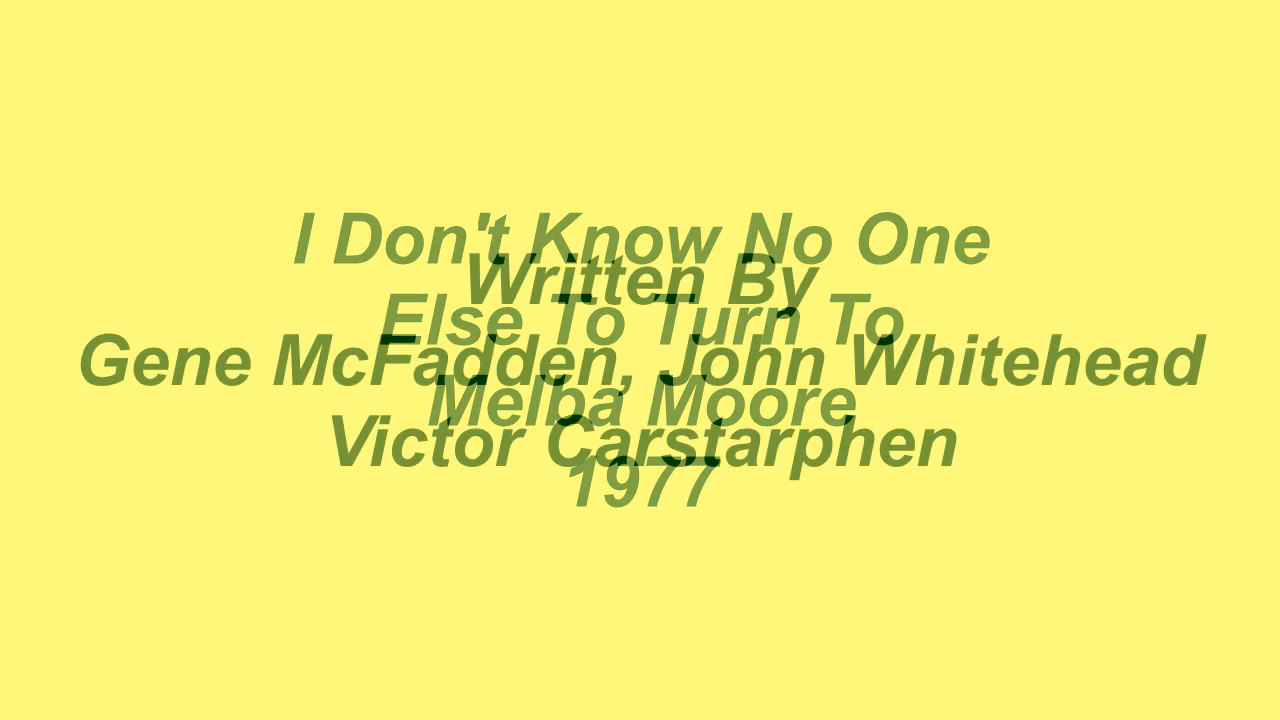 I Don't Know No One
Else To Turn To
Melba Moore
1977
Written By
Gene McFadden, John Whitehead
Victor Carstarphen